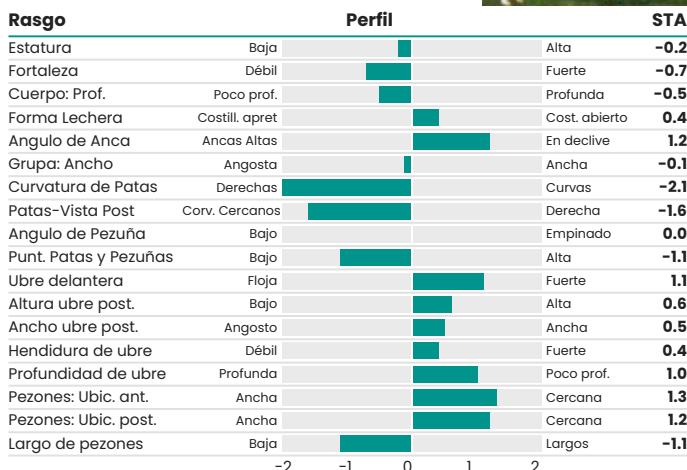 Rasgo Perfil STA
Estatura Baja Alta -0.2
Fortaleza Débil Fuerte -0.7
Cuerpo: Prof. Poco prof. Profunda -0.5
Forma Lechera Costill. apret Cost. abierto 0.4
Angulo de Anca Ancas Altas En declive 1.2
Grupa: Ancho Angosta Ancha -0.1
Curvatura de Patas Derechas Curvas -2.1
Patas-Vista Post Corv. Cercanos Derecha -1.6
Angulo de Pezuña Bajo Empinado 0.0
Punt. Patas y Pezuñas Bajo Alta -1.1
Ubre delantera Floja Fuerte 1.1
Altura ubre post. Bajo Alta 0.6
Ancho ubre post. Angosto Ancha 0.5
Hendidura de ubre Débil Fuerte 0.4
Profundidad de ubre Profunda Poco prof. 1.0
Pezones: Ubic. ant. Ancha Cercana 1.3
Pezones: Ubic. post. Ancha Cercana 1.2
Largo de pezones Baja Largos -1.1
-2 -1 0 1 2